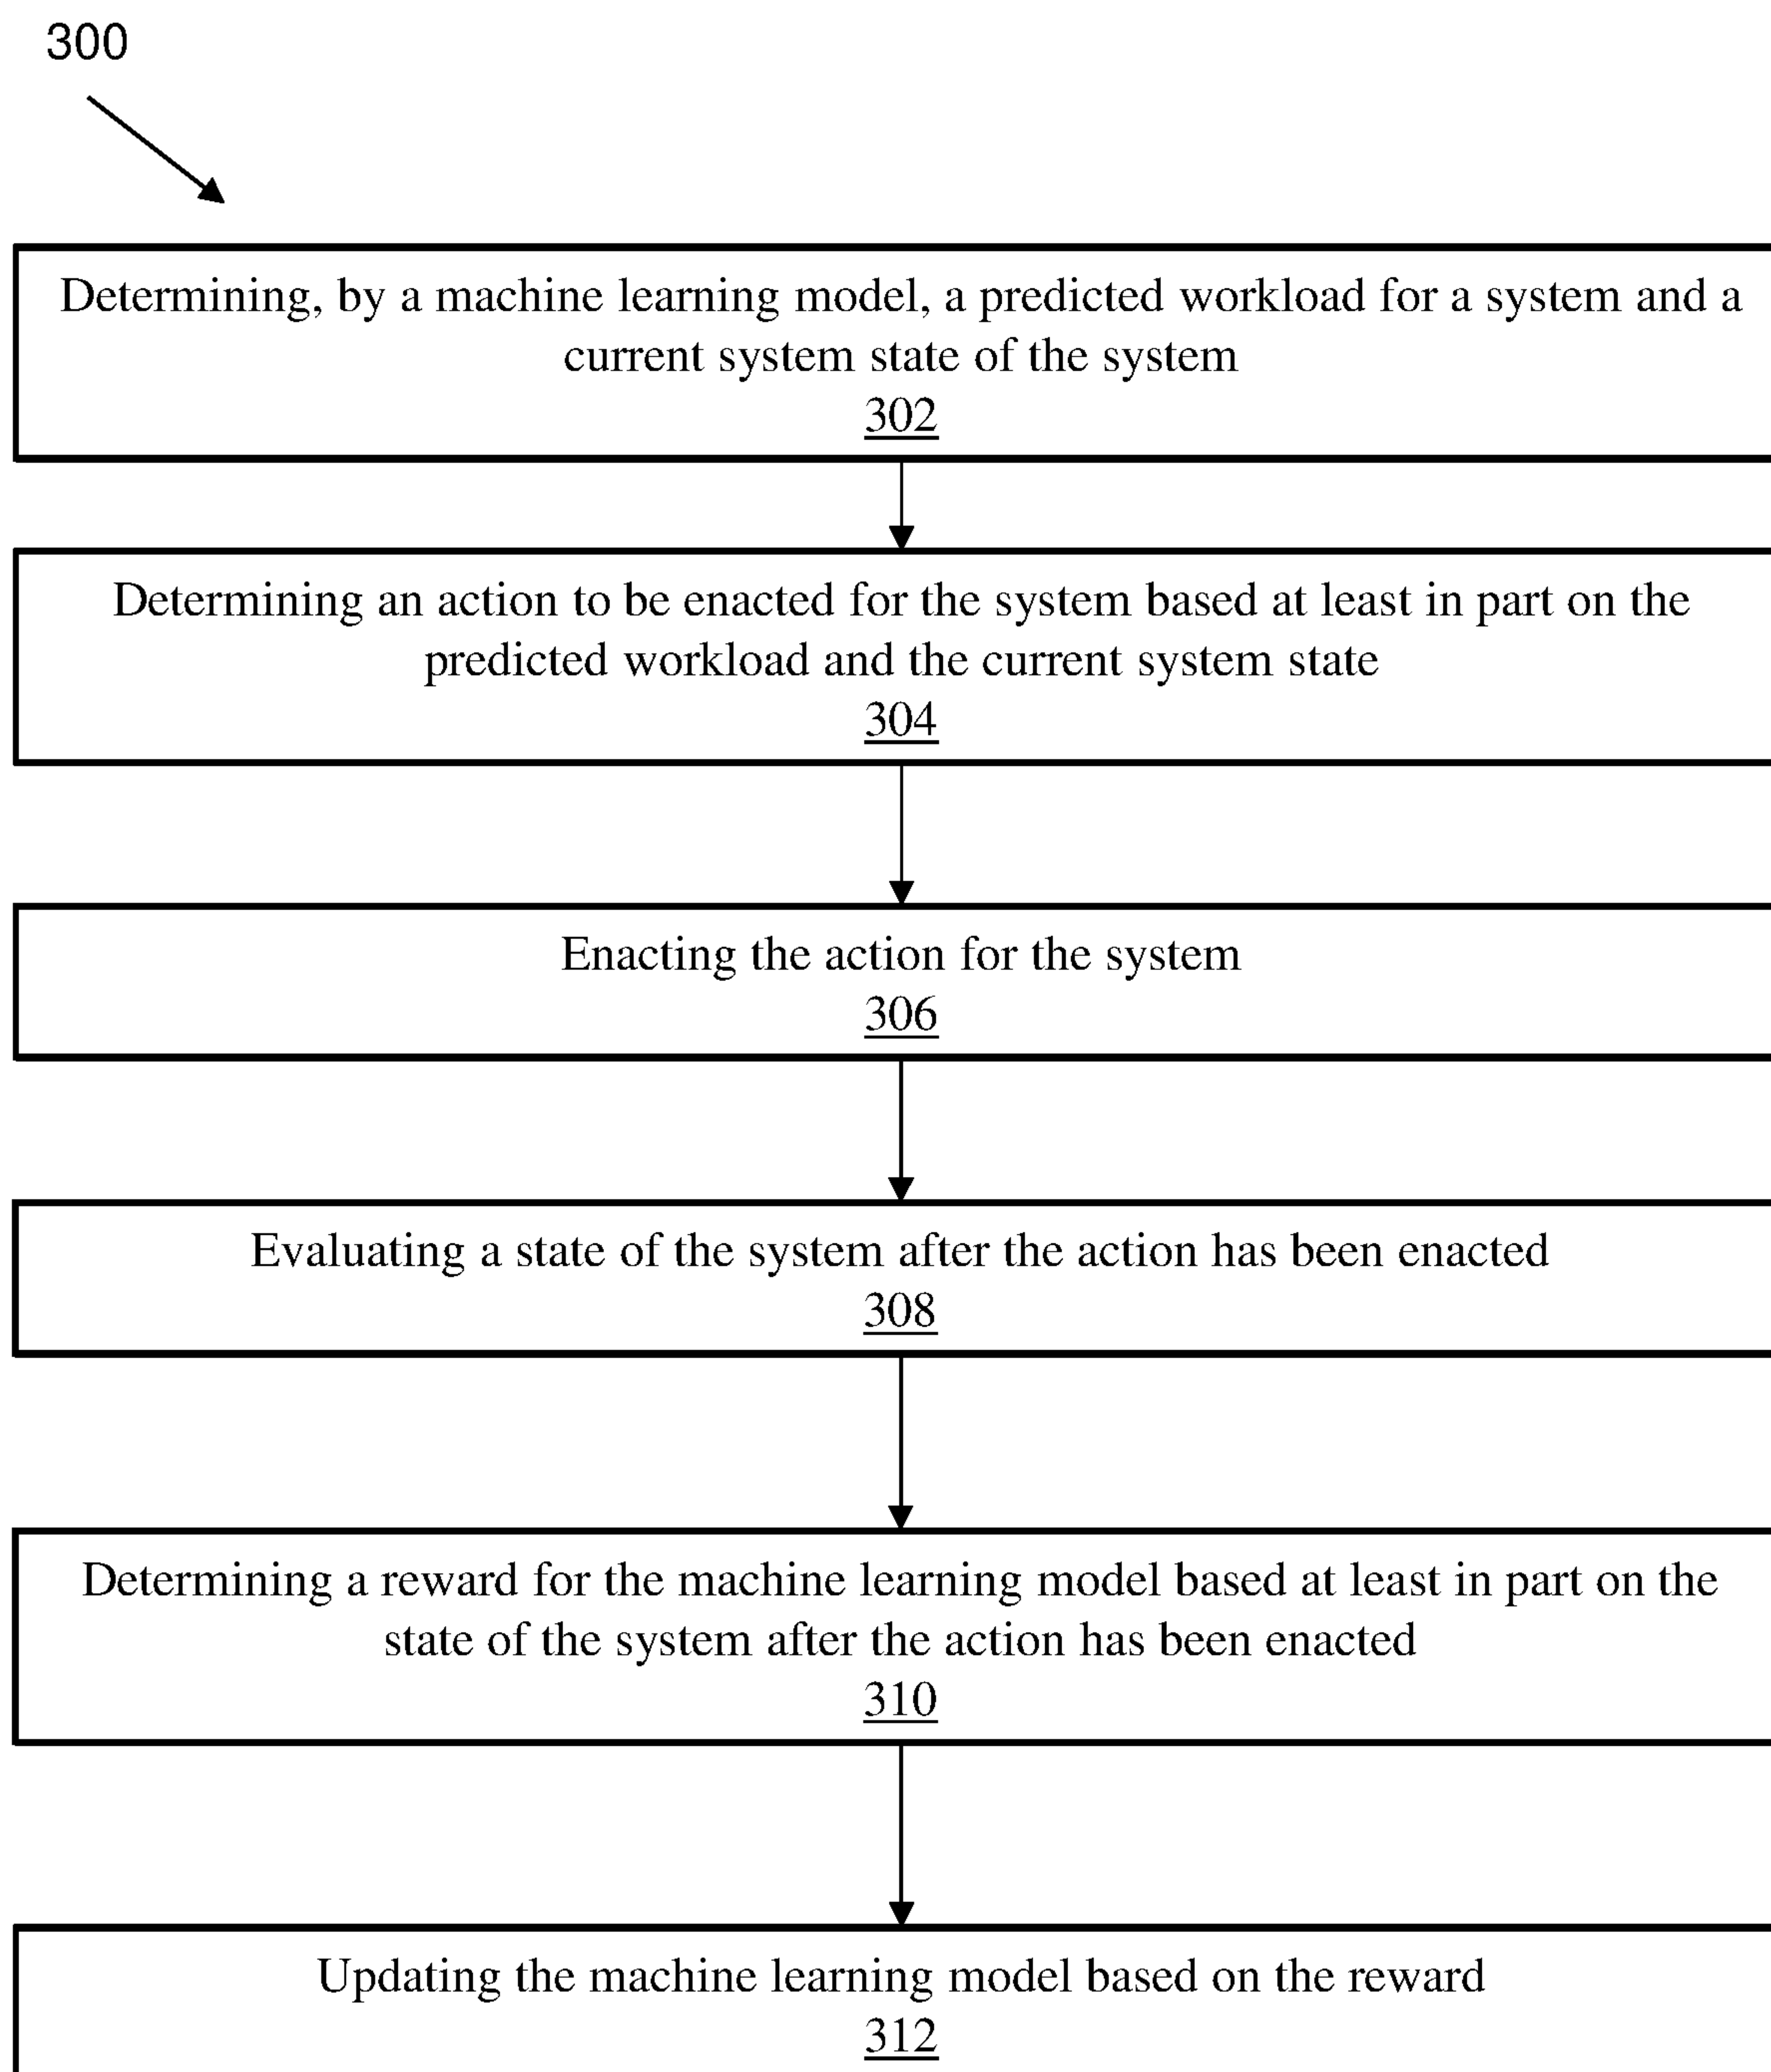 300
Determining, by a machine learning model, a predicted workload for a system and a
current system state of the system
302
Determining an action to be enacted for the system based at least in part on the
predicted workload and the current system state
304
Enacting the action for the system
306
Evaluating a state of the system after the action has been enacted
308
Determining a reward for the machine learning model based at least in part on the
state of the system after the action has been enacted
310
Updating the machine learning model based on the reward
312